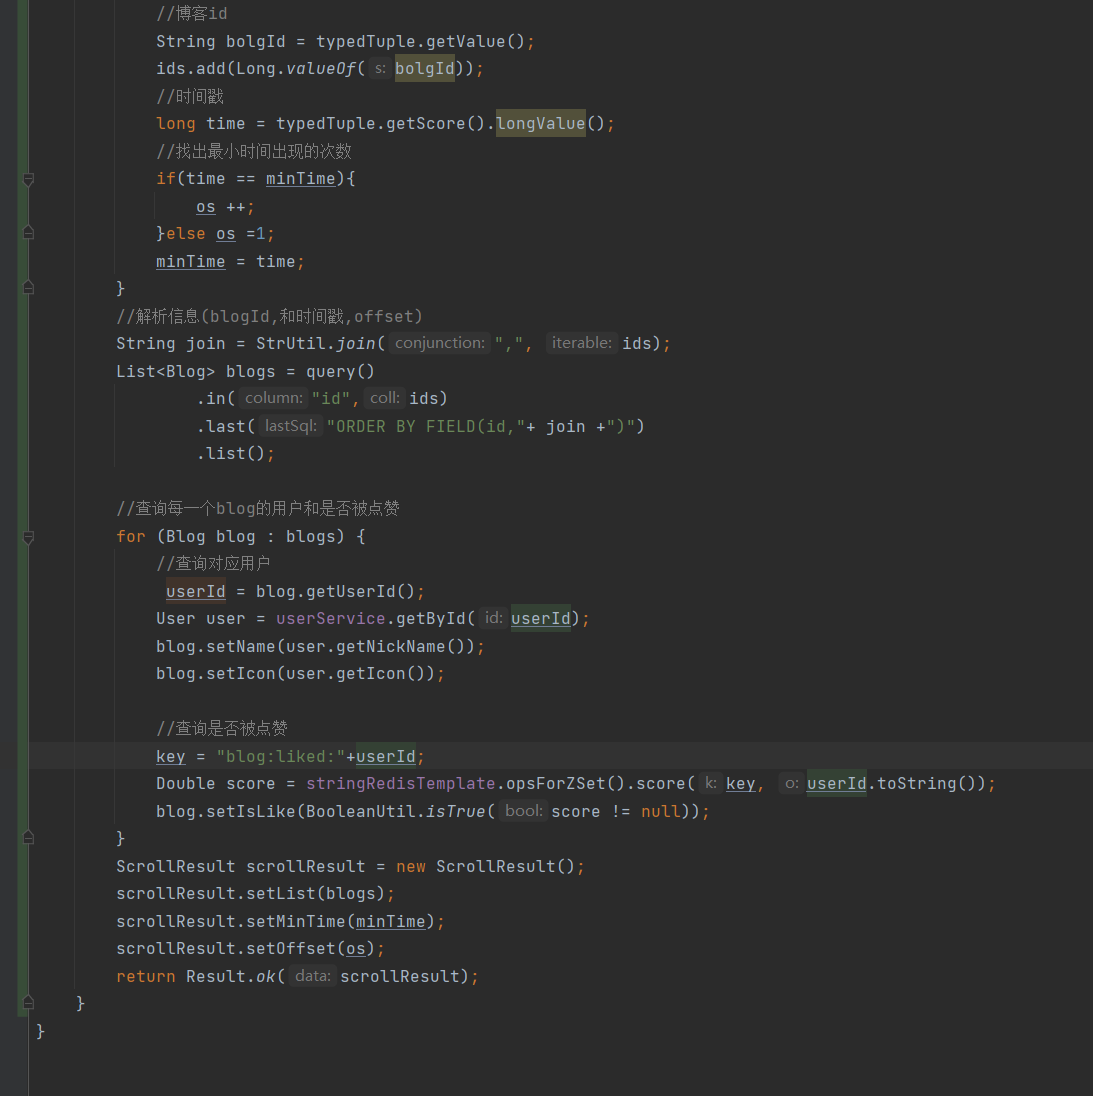 //博客id
String bolgId = typedTuple.getValue();
ids.add(Long.valueOf( s: bolgId));
//时间戳
long time = typedTuple.getScore().longValue();
//找出最小时间出现的次数
if(time == minTime){
os ++;
}else os =1;
minTime = time;
}
//解析信息(blogId,和时间戳,offset)
String join = StrUtil.join( conjunction: ",", iterable: ids);
List<Blog> blogs = query()
.in( column: "id", coll: ids)
.last( lastSql: "ORDER BY FIELD(id,"+ join +")")
.list();
//查询每一个blog的用户和是否被点赞
for (Blog blog : blogs) {
//查询对应用户
userId = blog.getUserId();
User user = userService.getById( id: userId);
blog.setName(user.getNickName());
blog.setIcon(user.getIcon());
//查询是否被点赞
key = "blog:liked:"+userId;
Double score = stringRedisTemplate.opsForZSet().score( k: key, o: userId.toString());
blog.setIsLike(BooleanUtil.isTrue( bool: score != null));
}
ScrollResult scrollResult = new ScrollResult();
scrollResult.setList(blogs);
scrollResult.setMinTime(minTime);
scrollResult.setOffset(os);
return Result.ok( data: scrollResult);
}
}